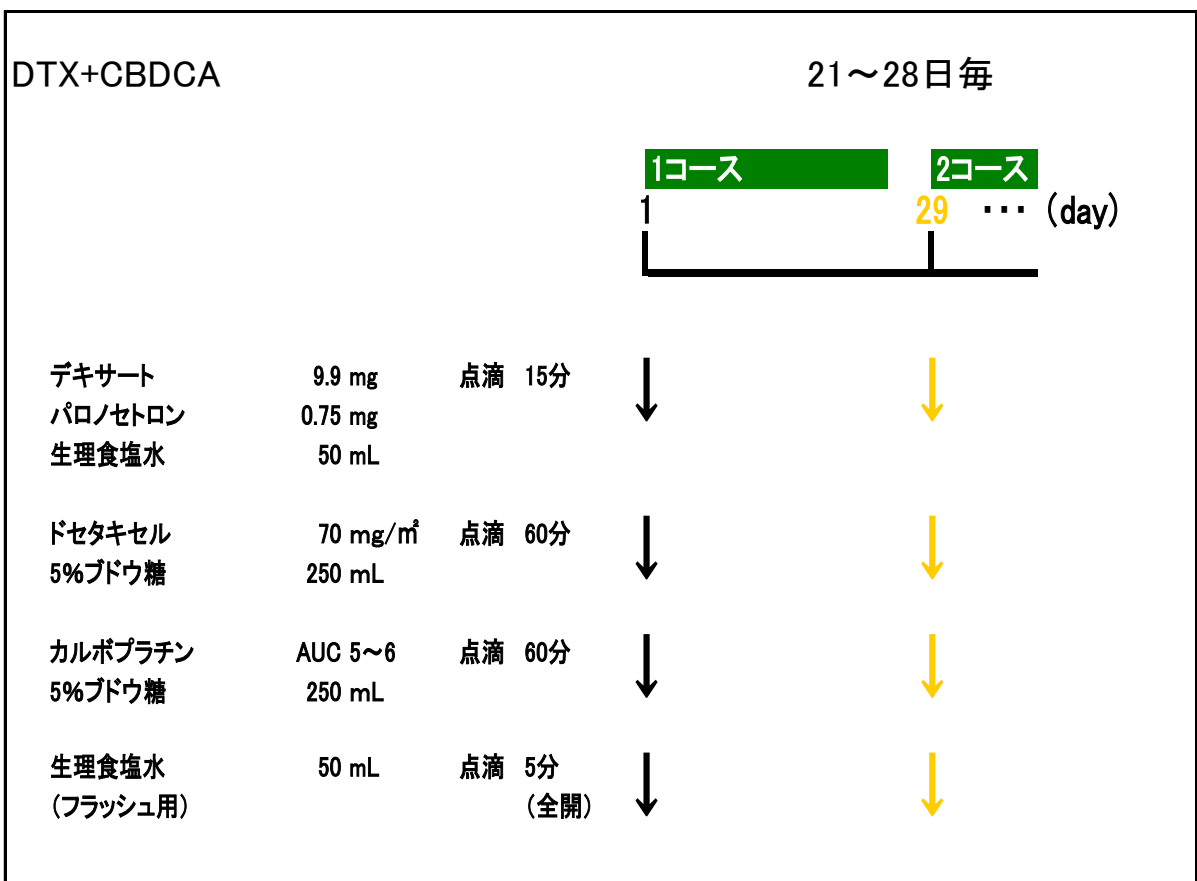 DTX+CBDCA 21～28日毎
1コース 2コース
1 29 ･･･ (day)
デキサート 9.9 mg 点滴 15分
パロノセトロン 0.75 mg
生理食塩水 50 mL
ドセタキセル 70 mg/㎡ 点滴 60分
5%ブドウ糖 250 mL
カルボプラチン AUC 5～6 点滴 60分
5%ブドウ糖 250 mL
生理食塩水 50 mL 点滴 5分
(フラッシュ用) (全開)